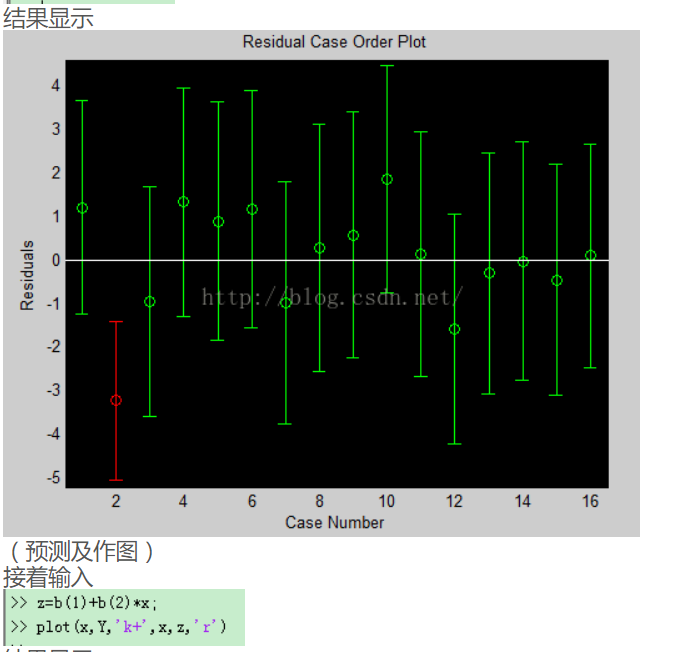 结果显示
Residual Case Order Plot
4
3
2
1
0
-1
-2
-3
-4
-5
Residuals
http://blog.csdn.net/
2 4 6 8 10 12 14 16
Case Number
（预测及作图）
接着输入
>> z=b(1)+b(2)*x;
>> plot(x,Y,'k+',x,z,'r')